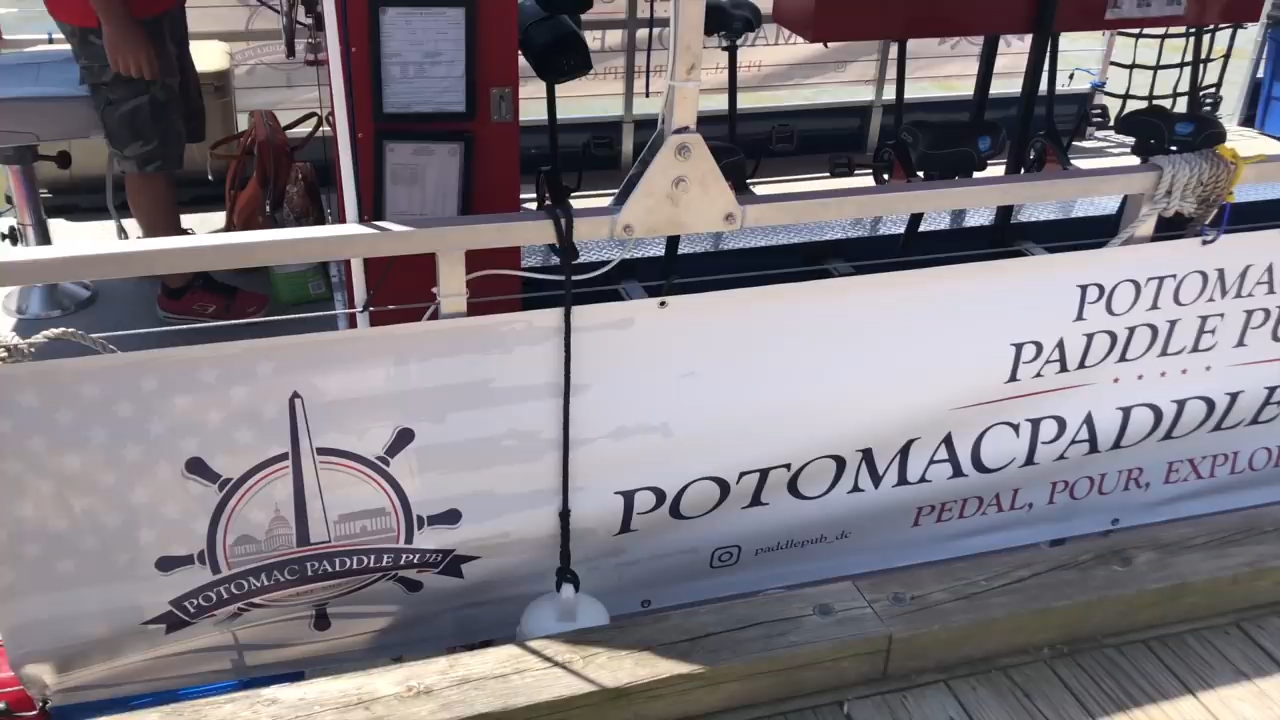 POTOMA
PADDLE PU
POTOMACPADDLE
PEDAL, POUR, EXPLO
paddlepub_dc
POTOMAC PADDLE PUB